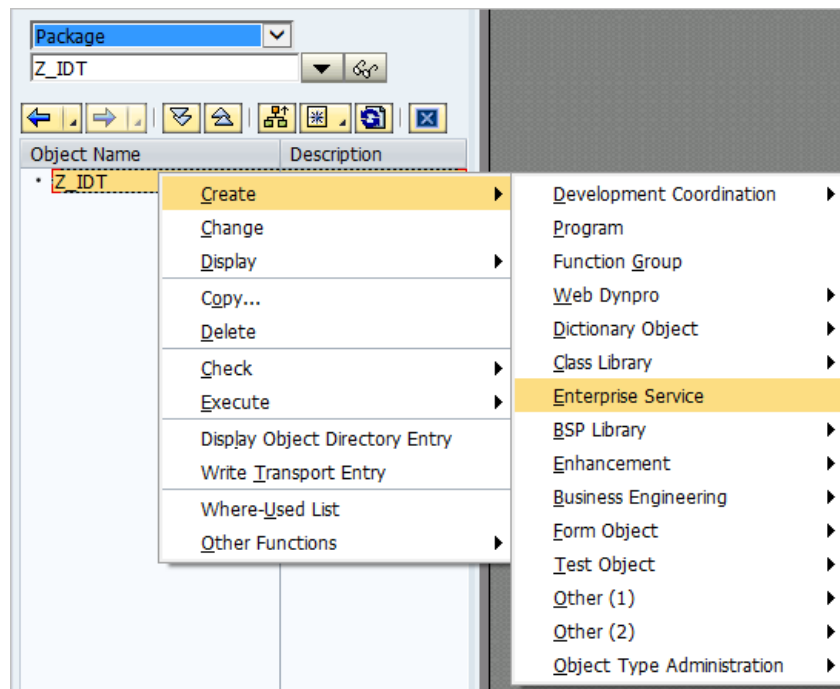 Package
Z_IDT
Object Name Description
Z_IDT
Create
Change
Display
Copy...
Delete
Check
Execute
Display Object Directory Entry
Write Transport Entry
Where-Used List
Other Functions
Development Coordination
Program
Function Group
Web Dynpro
Dictionary Object
Class Library
Enterprise Service
BSP Library
Enhancement
Business Engineering
Form Object
Test Object
Other (1)
Other (2)
Object Type Administration